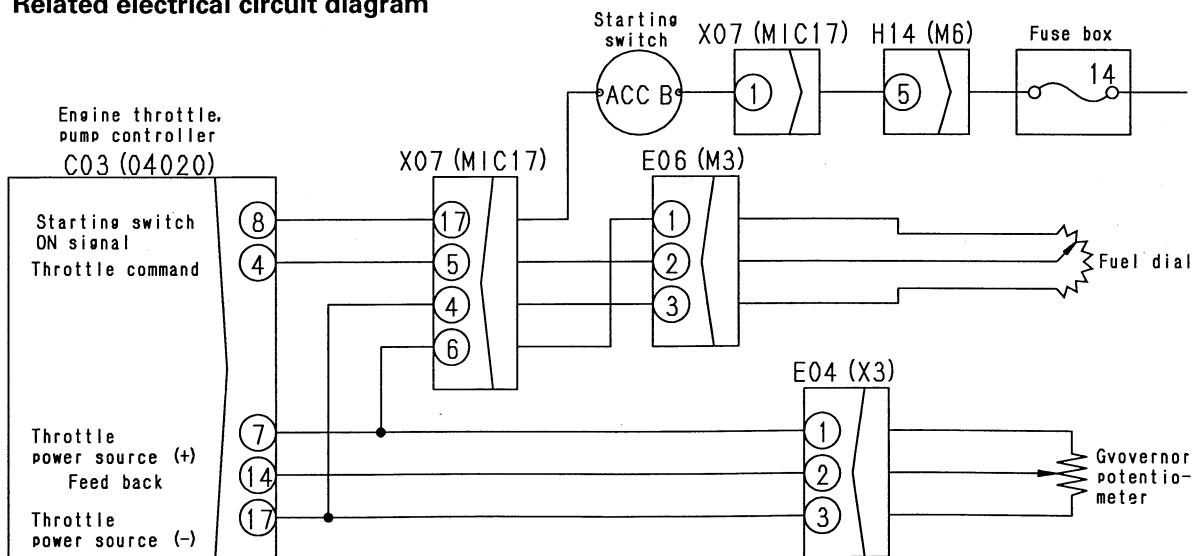 Related electrical circuit diagram
Starting
switch
X07 (MIC17)
H14 (M6)
Fuse box
ACC B
1
5
14
Engine throttle,
pump controller
C03 (04020)
X07 (MIC17)
E06 (M3)
Starting switch
ON signal
8
17
1
Throttle command
4
5
2
Fuel dial
4
3
6
E04 (X3)
Throttle
power source (+)
7
1
Feed back
14
2
Gvovernor
potentio-
meter
Throttle
power source (-)
17
3